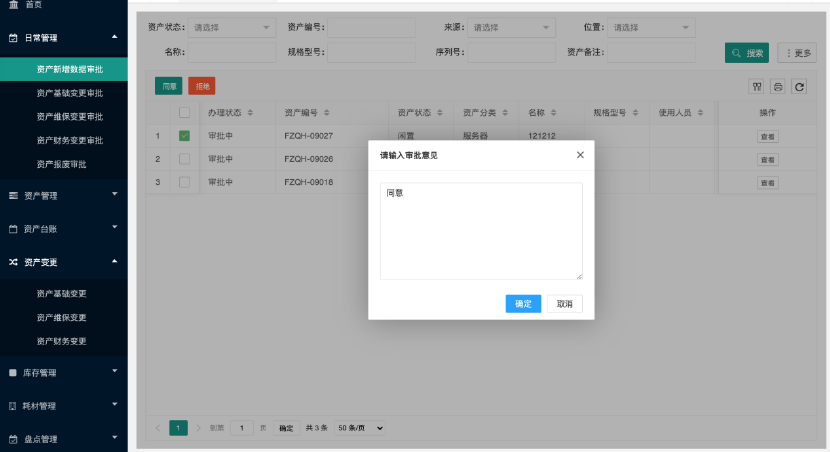 首页
日常管理
资产新增数据审批
资产基础变更审批
资产维保变更审批
资产财务变更审批
资产报废审批
资产管理
资产台账
资产变更
资产基础变更
资产维保变更
资产财务变更
库存管理
耗材管理
盘点管理
资产状态: 请选择 资产编号: 来源: 请选择 位置: 请选择
名称: 规格型号: 序列号: 资产备注: 搜索 更多
同意 拒绝
办理状态 资产编号 资产状态 资产分类 名称 规格型号 使用人员 操作
1 审批中 FZQH-09027 闲置 服务器 121212 查看
2 审批中 FZQH-09026 查看
3 审批中 FZQH-09018 查看
请输入审批意见
同意
确定 取消
1 到第 1 页 确定 共 3 条 50 条/页